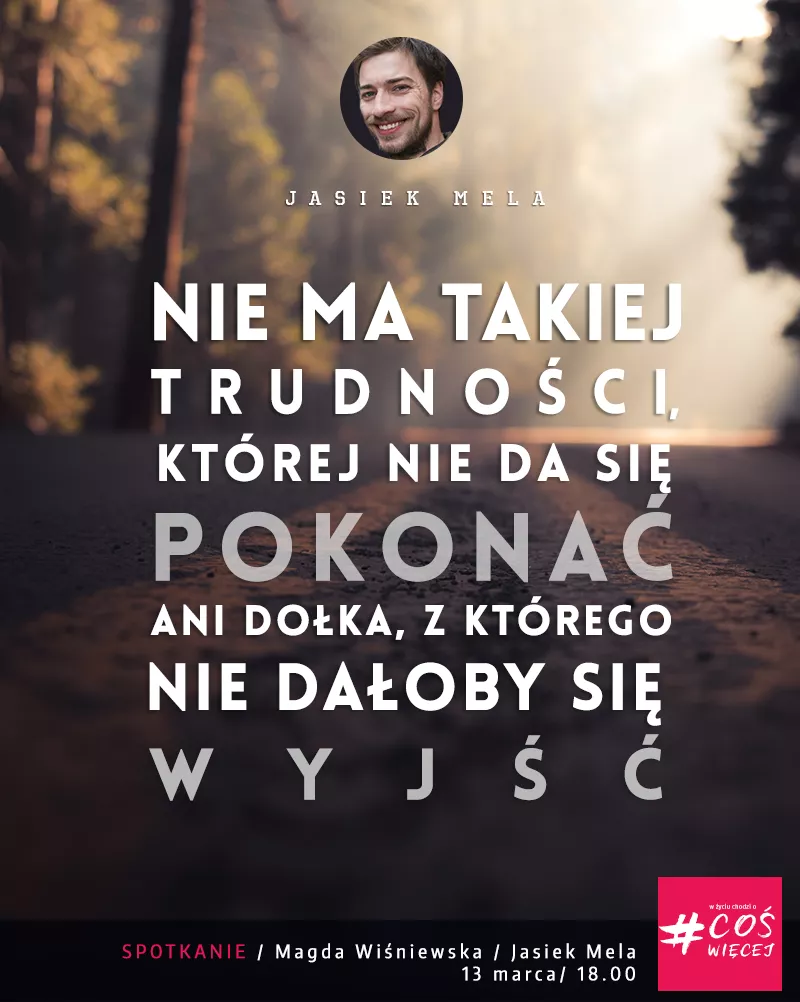 JASIEK MELA
NIE MA TAKIEJ
TRUDNOŚCI,
KTÓREJ NIE DA SIĘ
POKONAĆ
ANI DOŁKA, Z KTÓREGO
NIE DAŁOBY SIĘ
WYJŚĆ
w życiu chodzi o
#COŚ
WIĘCEJ
SPOTKANIE / Magda Wiśniewska / Jasiek Mela
13 marca/ 18.00